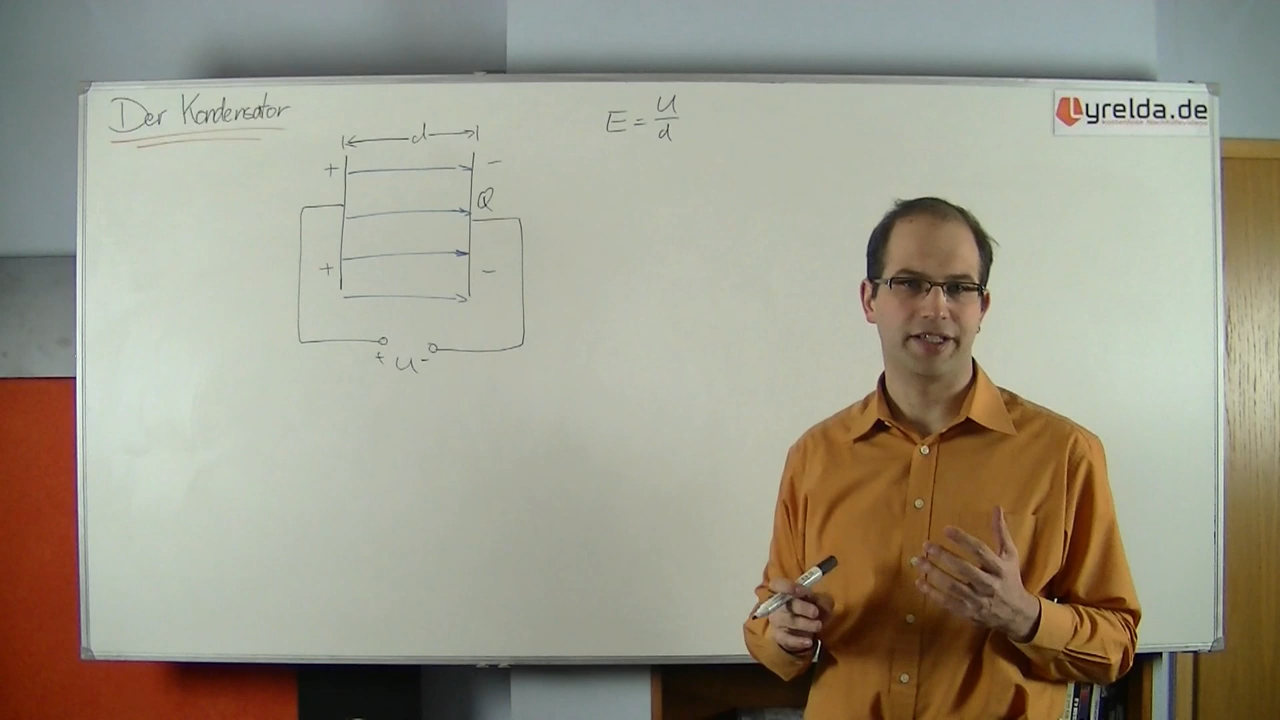 Der Kondensator
E = U/d
Lyrelda.de
d
+ -
Q
+ -
+ U -